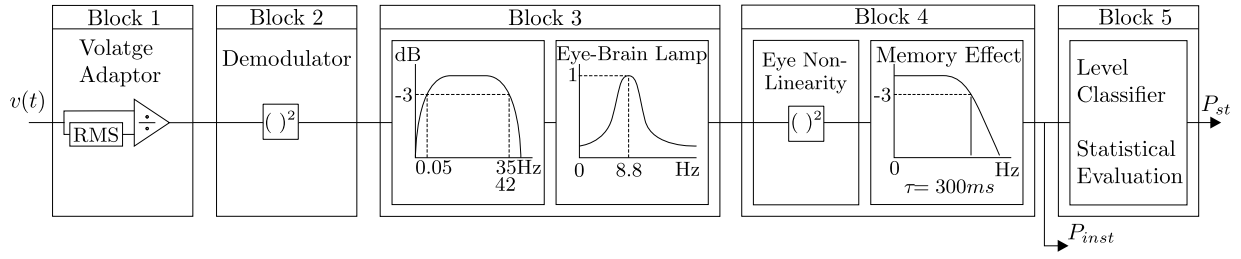 Block 1
Block 2
Block 3
Block 4
Block 5
v(t)
Volatge
Adaptor
RMS
÷
Demodulator
( )²
dB
-3
0.05
35Hz
42
Eye-Brain Lamp
1
0
8.8
Hz
Eye Non-
Linearity
( )²
Memory Effect
-3
0
Hz
τ= 300ms
Level
Classifier
Statistical
Evaluation
P_st
P_inst